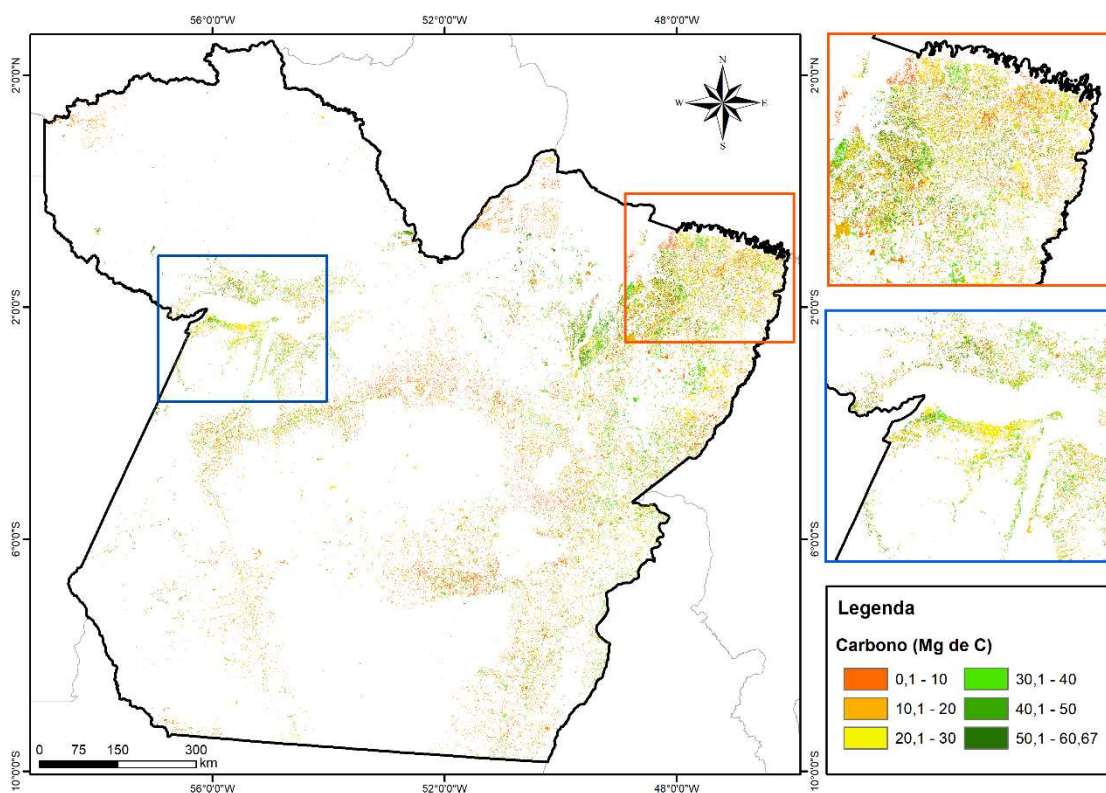 56°0'0"W 52°0'0"W 48°0'0"W
2°0'0"N
2°0'0"S
6°0'0"S
10°0'0"S
2°0'0"N
2°0'0"S
6°0'0"S
10°0'0"S
N
W E
S
0 75 150 300
km
56°0'0"W 52°0'0"W 48°0'0"W
Legenda
Carbono (Mg de C)
0,1 - 10 30,1 - 40
10,1 - 20 40,1 - 50
20,1 - 30 50,1 - 60,67